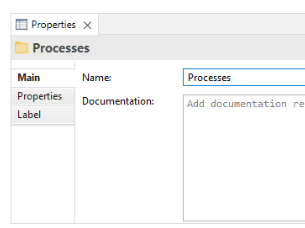 Properties
Processes
Main
Name:
Processes
Properties
Documentation:
Add documentation re
Label